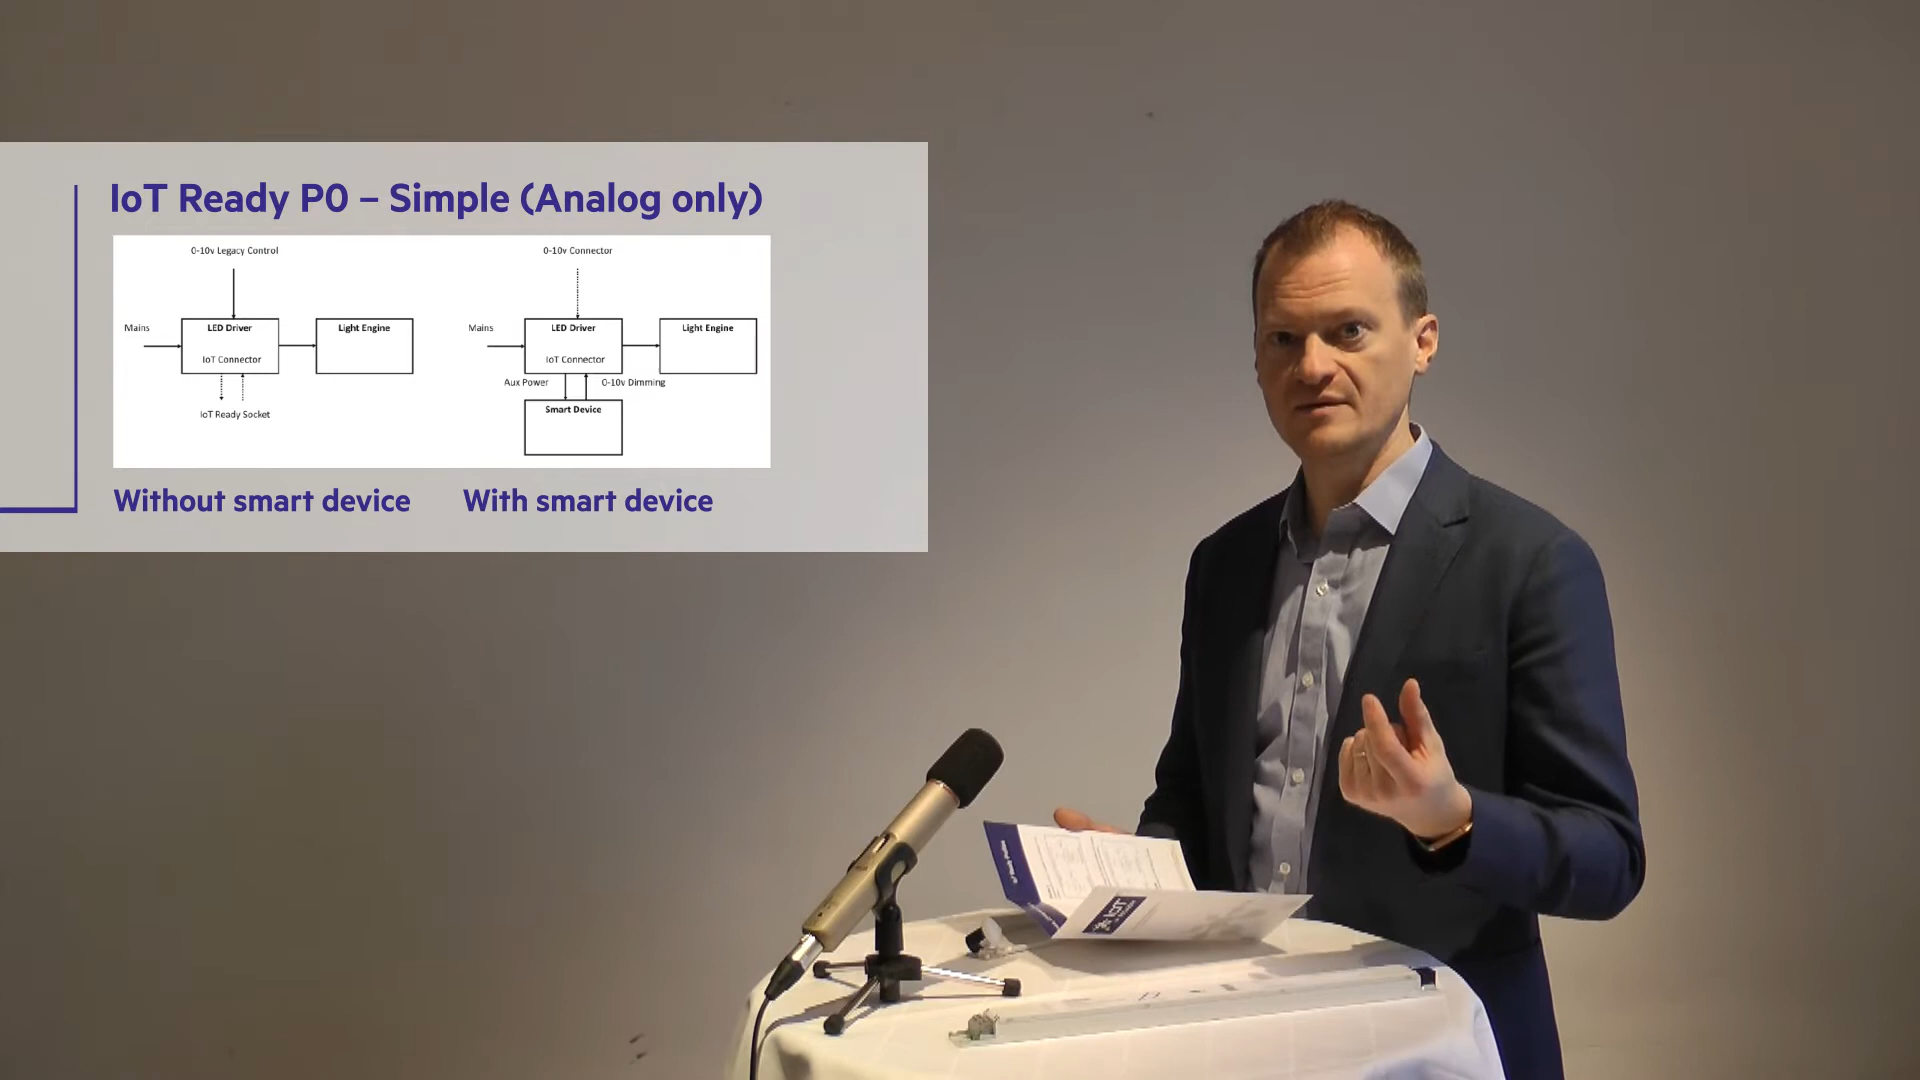 IoT Ready P0 – Simple (Analog only)
0-10v Legacy Control
Mains
LED Driver
IoT Connector
Light Engine
IoT Ready Socket
0-10v Connector
Mains
LED Driver
IoT Connector
Light Engine
Aux Power
0-10v Dimming
Smart Device
Without smart device
With smart device
IoT